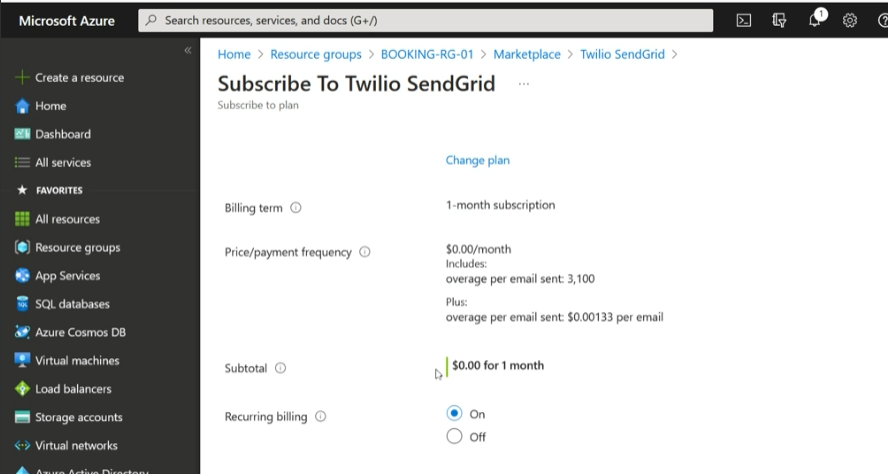 Microsoft Azure
Search resources, services, and docs (G+/)
1
Home > Resource groups > BOOKING-RG-01 > Marketplace > Twilio SendGrid >
Subscribe To Twilio SendGrid ...
Subscribe to plan
Create a resource
Home
Dashboard
All services
FAVORITES
All resources
Resource groups
App Services
SQL databases
Azure Cosmos DB
Virtual machines
Load balancers
Storage accounts
Virtual networks
Azure Active Directory
Change plan
Billing term
1-month subscription
Price/payment frequency
$0.00/month
Includes:
overage per email sent: 3,100
Plus:
overage per email sent: $0.00133 per email
Subtotal
$0.00 for 1 month
Recurring billing
On
Off